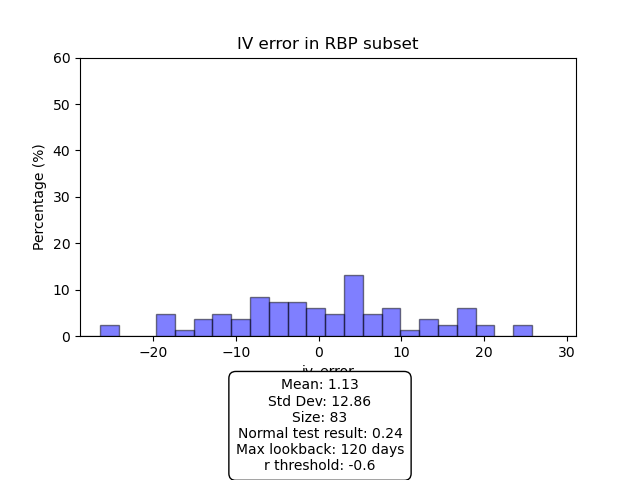 IV error in RBP subset
Percentage (%)
60
50
40
30
20
10
0
−20
−10
0
10
20
30
iv_error
Mean: 1.13
Std Dev: 12.86
Size: 83
Normal test result: 0.24
Max lookback: 120 days
r threshold: -0.6